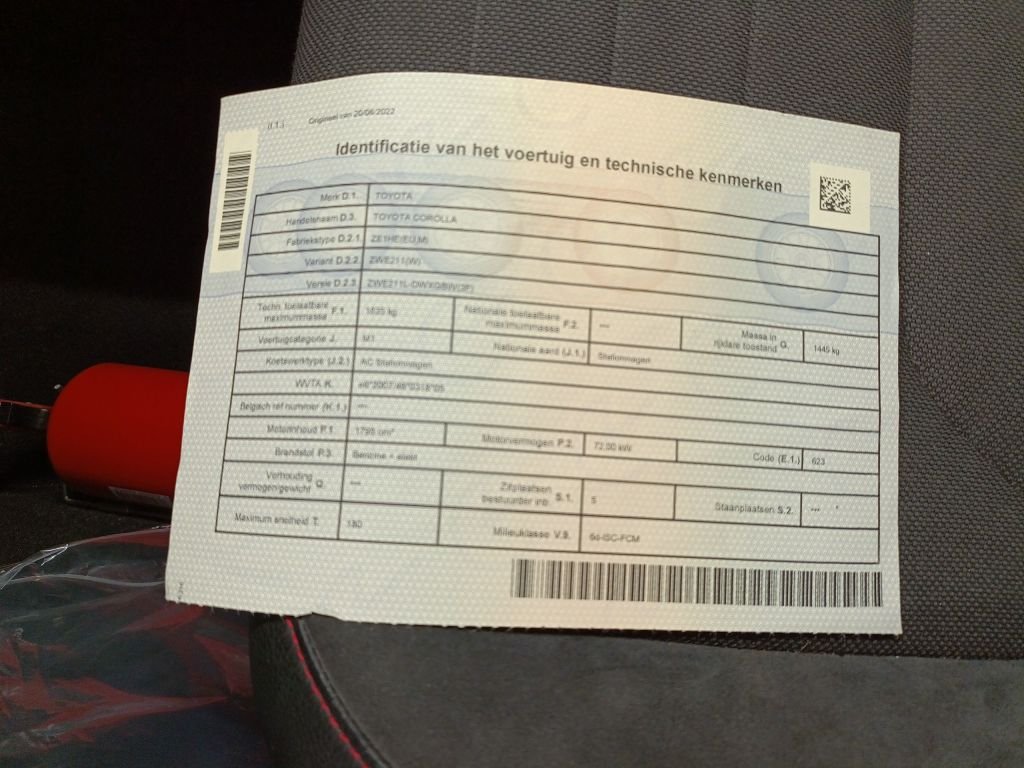 (I.1.) Origineel van 20/06/2022
Identificatie van het voertuig en technische kenmerken
Merk D.1. TOYOTA
Handelsnaam D.3. TOYOTA COROLLA
Fabriekstype D.2.1 ZE1HE(EU,M)
Variant D.2.2 ZWE211(W)
Versie D.2.3
Techn. toelaatbare maximummassa F.1. kg Nationale toelaatbare maximummassa F.2. --- Massa in rijklare toestand G. 1445 kg
Voertuigcategorie J. M1 Nationale aard (J.1.) Stationwagen
Koetswerktype (J.2.) AC Stationwagen
WVTA K.
Belgisch ref nummer (K.1.) ---
Motorinhoud P.1. 1798 cm³ Motorvermogen P.2. 72.00 kW Code (E.1.) 623
Brandstof P.3. Benzine + elektr
Verhouding vermogen/gewicht Q. --- Zitplaatsen bestuurder inb. S.1. 5 Staanplaatsen S.2. ---
Maximum snelheid T. 180 Milieuklasse V.9. 6d-ISC-FCM